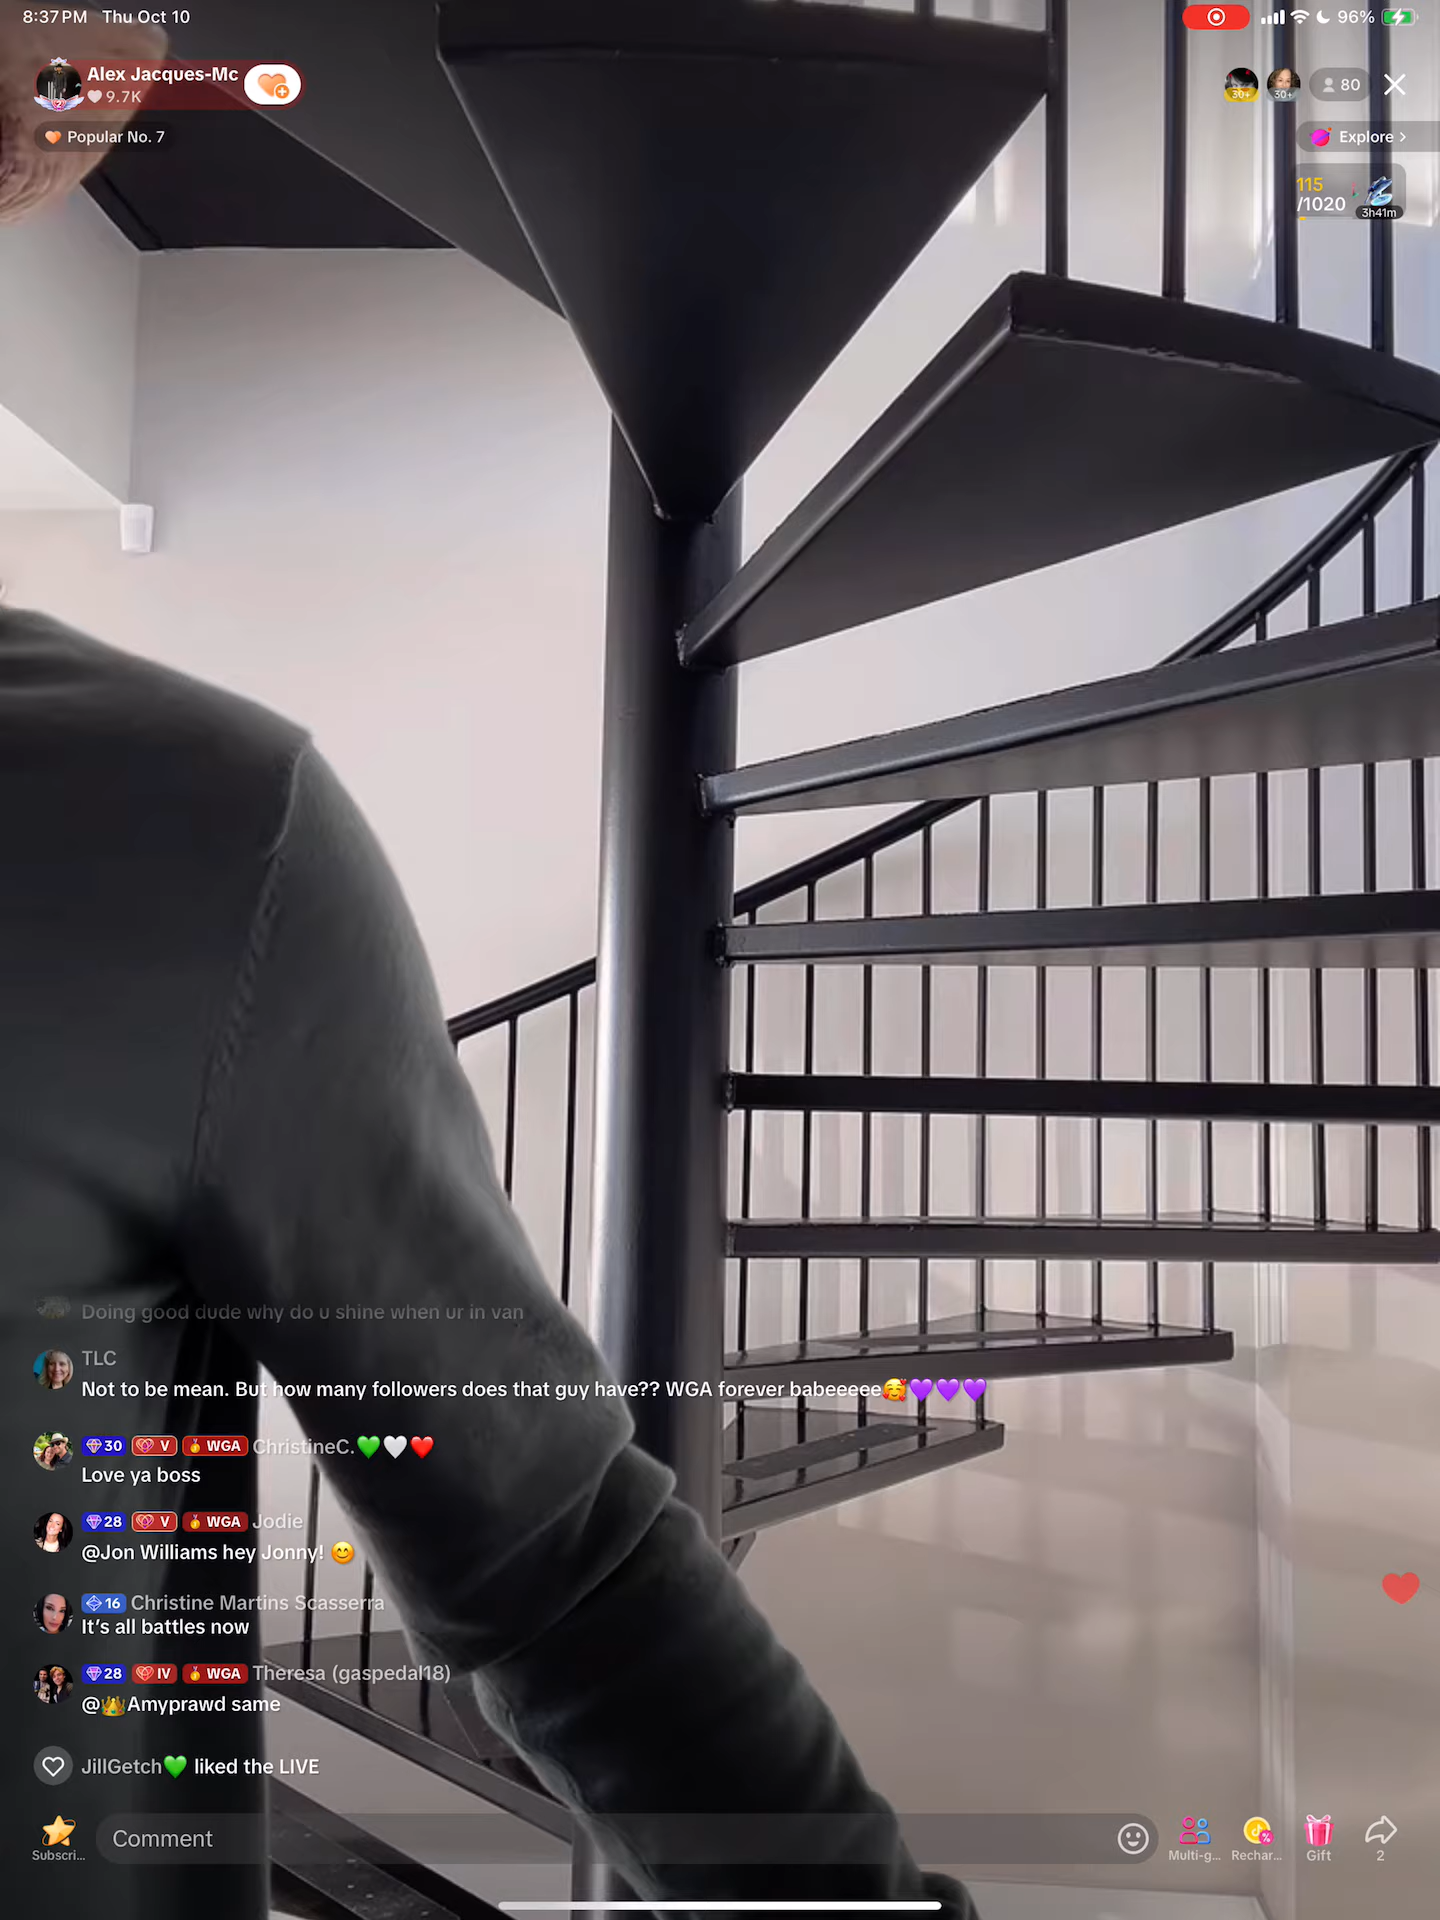 8:37 PM Thu Oct 10
96%
Alex Jacques-Mc
9.7K
30+
30+
80
Popular No. 7
Explore >
115
/1020
3h41m
Doing good dude why do u shine when ur in van
TLC
Not to be mean. But how many followers does that guy have?? WGA forever babeeeee🥰💜💜💜
30 V WGA ChristineC.💚🤍❤️
Love ya boss
28 V WGA Jodie
@Jon Williams hey Jonny! 😊
16 Christine Martins Scasserra
It's all battles now
28 IV WGA Theresa (gaspedal18)
@👑Amyprawd same
JillGetch💚 liked the LIVE
Subscri...
Comment
Multi-g...
Rechar...
Gift
2